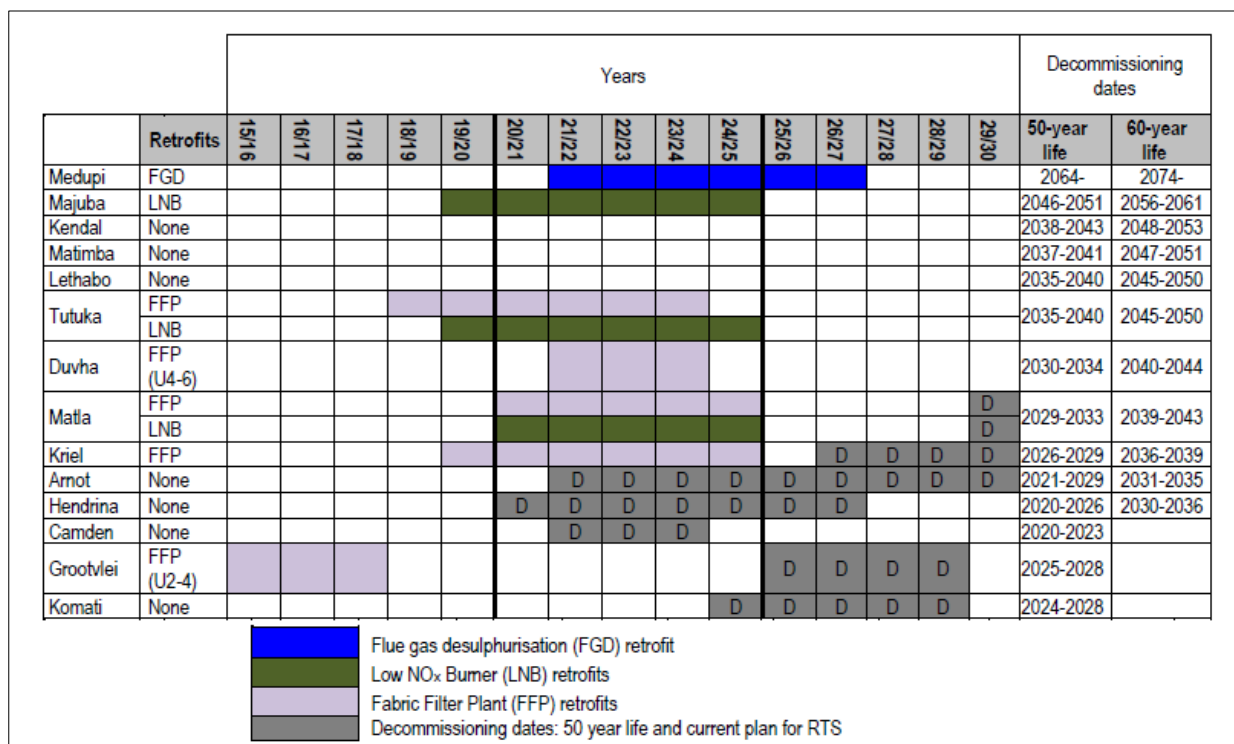 Years Decommissioning dates
Retrofits 15/16 16/17 17/18 18/19 19/20 20/21 21/22 22/23 23/24 24/25 25/26 26/27 27/28 28/29 29/30 50-year life 60-year life
Medupi FGD 2064- 2074-
Majuba LNB 2046-2051 2056-2061
Kendal None 2038-2043 2048-2053
Matimba None 2037-2041 2047-2051
Lethabo None 2035-2040 2045-2050
Tutuka FFP 2035-2040 2045-2050
LNB
Duvha FFP (U4-6) 2030-2034 2040-2044
Matla FFP D 2029-2033 2039-2043
LNB D
Kriel FFP D D D D 2026-2029 2036-2039
Arnot None D D D D D D D D D 2021-2029 2031-2035
Hendrina None D D D D D D D 2020-2026 2030-2036
Camden None D D D 2020-2023
Grootvlei FFP (U2-4) D D D D 2025-2028
Komati None D D D D D 2024-2028
Flue gas desulphurisation (FGD) retrofit
Low NOx Burner (LNB) retrofits
Fabric Filter Plant (FFP) retrofits
Decommissioning dates: 50 year life and current plan for RTS